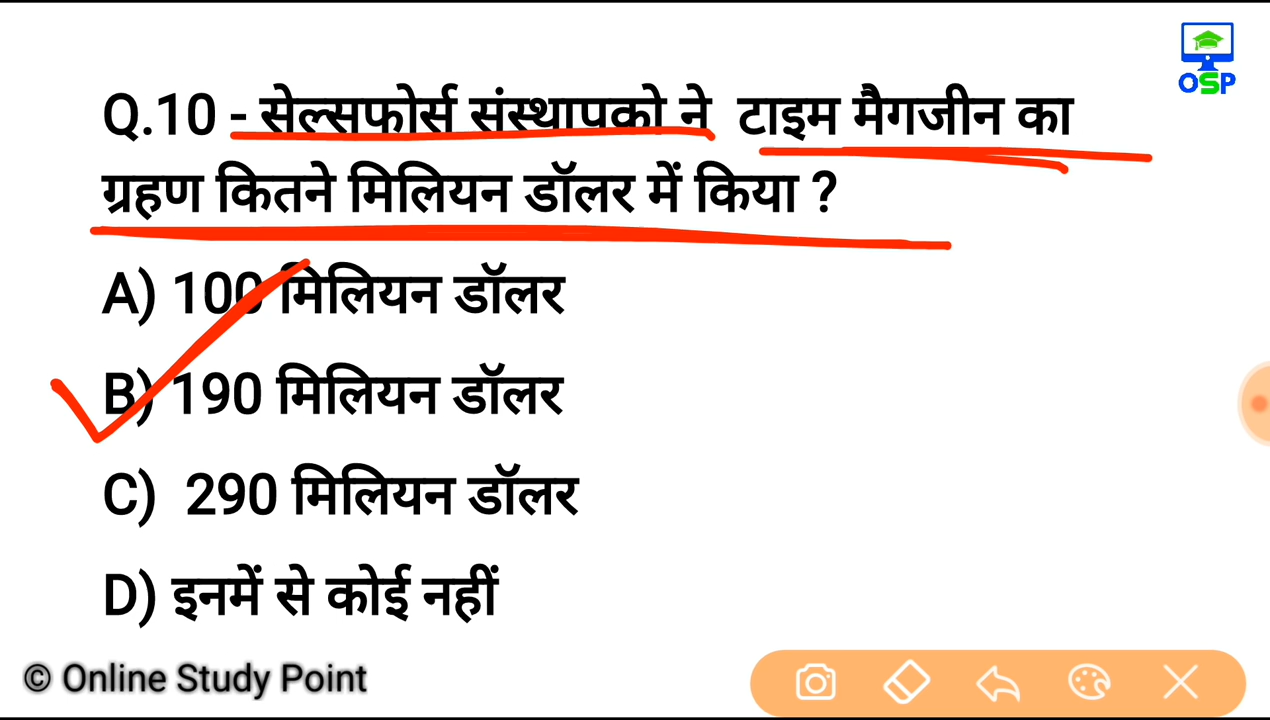 OSP
Q.10 - सेल्सफोर्स संस्थापको ने टाइम मैगजीन का
ग्रहण कितने मिलियन डॉलर में किया ?
A) 100 मिलियन डॉलर
B) 190 मिलियन डॉलर
C) 290 मिलियन डॉलर
D) इनमें से कोई नहीं
© Online Study Point